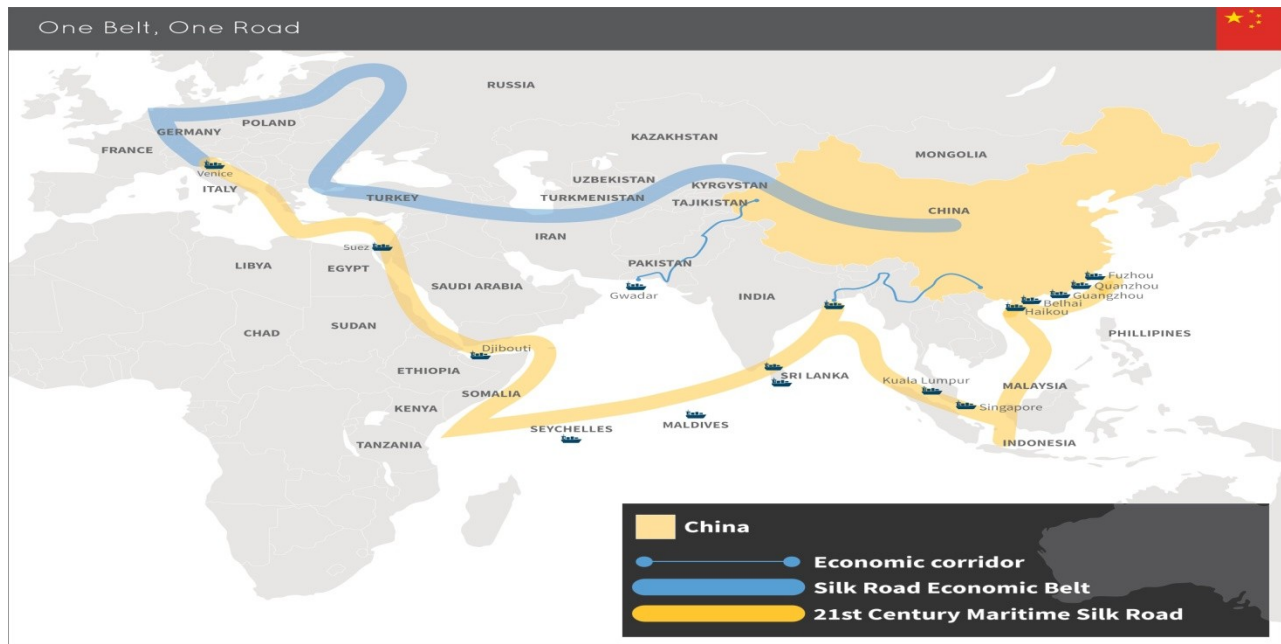 One Belt, One Road
RUSSIA
GERMANY
POLAND
FRANCE
KAZAKHSTAN
MONGOLIA
Venice
ITALY
UZBEKISTAN
KYRGYSTAN
TURKEY
TURKMENISTAN
TAJIKISTAN
CHINA
Suez
IRAN
LIBYA
EGYPT
PAKISTAN
SAUDI ARABIA
Gwadar
INDIA
Fuzhou
Quanzhou
Guangzhou
Belhai
Haikou
CHAD
SUDAN
PHILLIPINES
Djibouti
ETHIOPIA
SRI LANKA
Kuala Lumpur
MALAYSIA
SOMALIA
Singapore
KENYA
SEYCHELLES
MALDIVES
TANZANIA
INDONESIA
China
Economic corridor
Silk Road Economic Belt
21st Century Maritime Silk Road